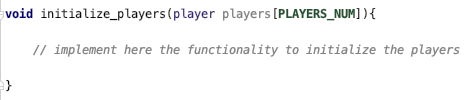 void initialize_players(player players[PLAYERS_NUM]){
// implement here the functionality to initialize the players
}